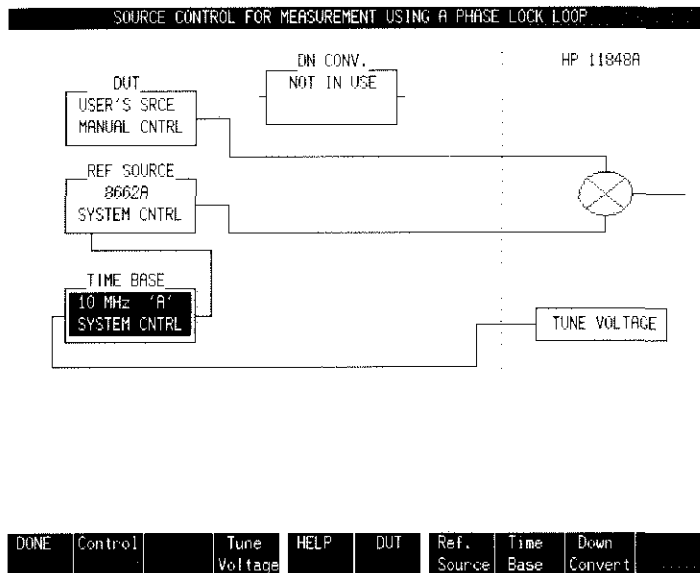 SOURCE CONTROL FOR MEASUREMENT USING A PHASE LOCK LOOP
DN CONV.
NOT IN USE
HP 11848A
DUT
USER'S SRCE
MANUAL CNTRL
REF SOURCE
8662A
SYSTEM CNTRL
TIME BASE
10 MHz 'A'
SYSTEM CNTRL
TUNE VOLTAGE
DONE
Control
Tune
Voltage
HELP
DUT
Ref.
Source
Time
Base
Down
Convert